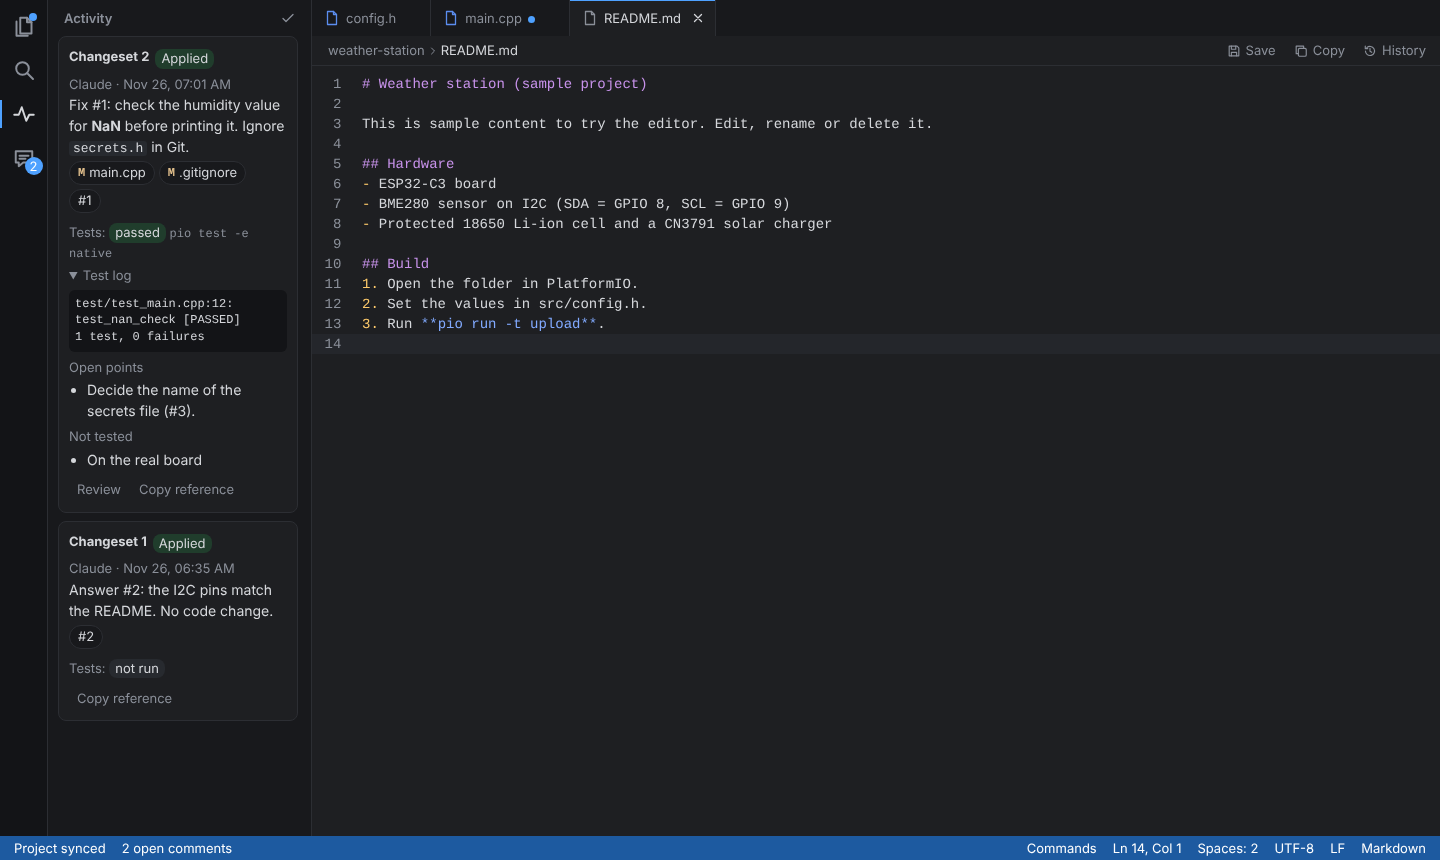 Activity
Changeset 2 Applied
Claude · Nov 26, 07:01 AM
Fix #1: check the humidity value
for NaN before printing it. Ignore
secrets.h in Git.
M main.cpp M .gitignore
#1
Tests: passed pio test -e
native
▼ Test log
test/test_main.cpp:12:
test_nan_check [PASSED]
1 test, 0 failures
Open points
• Decide the name of the
secrets file (#3).
Not tested
• On the real board
Review Copy reference
Changeset 1 Applied
Claude · Nov 26, 06:35 AM
Answer #2: the I2C pins match
the README. No code change.
#2
Tests: not run
Copy reference
2
config.h main.cpp README.md
weather-station › README.md Save Copy History
1 # Weather station (sample project)
2
3 This is sample content to try the editor. Edit, rename or delete it.
4
5 ## Hardware
6 - ESP32-C3 board
7 - BME280 sensor on I2C (SDA = GPIO 8, SCL = GPIO 9)
8 - Protected 18650 Li-ion cell and a CN3791 solar charger
9
10 ## Build
11 1. Open the folder in PlatformIO.
12 2. Set the values in src/config.h.
13 3. Run **pio run -t upload**.
14
Project synced 2 open comments Commands Ln 14, Col 1 Spaces: 2 UTF-8 LF Markdown